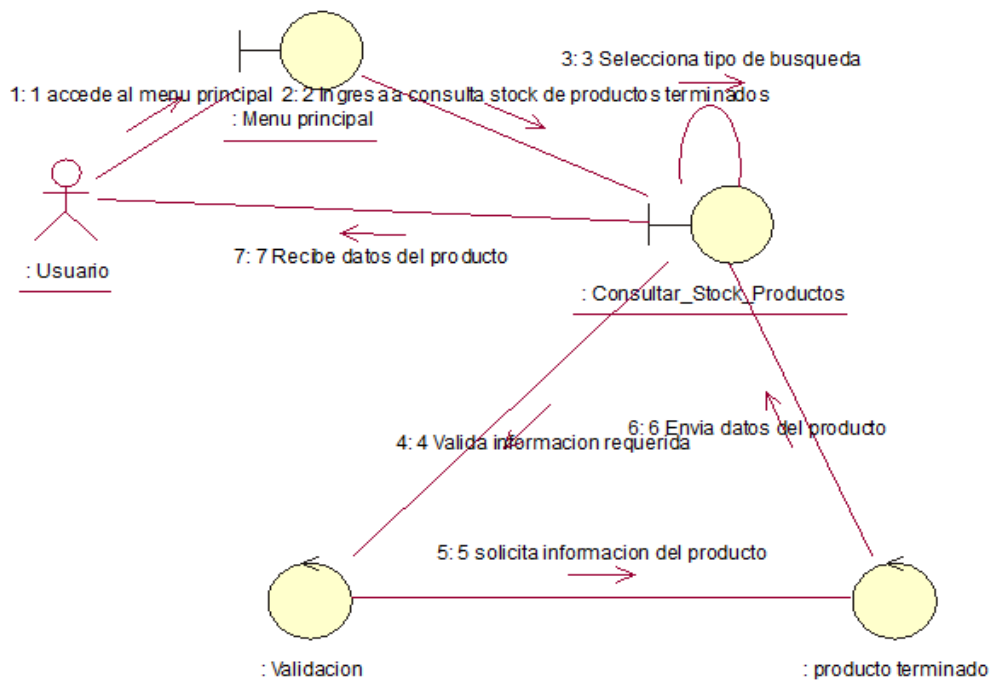 3: 3 Selecciona tipo de busqueda
1: 1 accede al menu principal
2: 2 Ingresa a consulta stock de productos terminados
: Menu principal
7: 7 Recibe datos del producto
: Usuario
: Consultar_Stock_Productos
6: 6 Envia datos del producto
4: 4 Valida informacion requerida
5: 5 solicita informacion del producto
: Validacion
: producto terminado